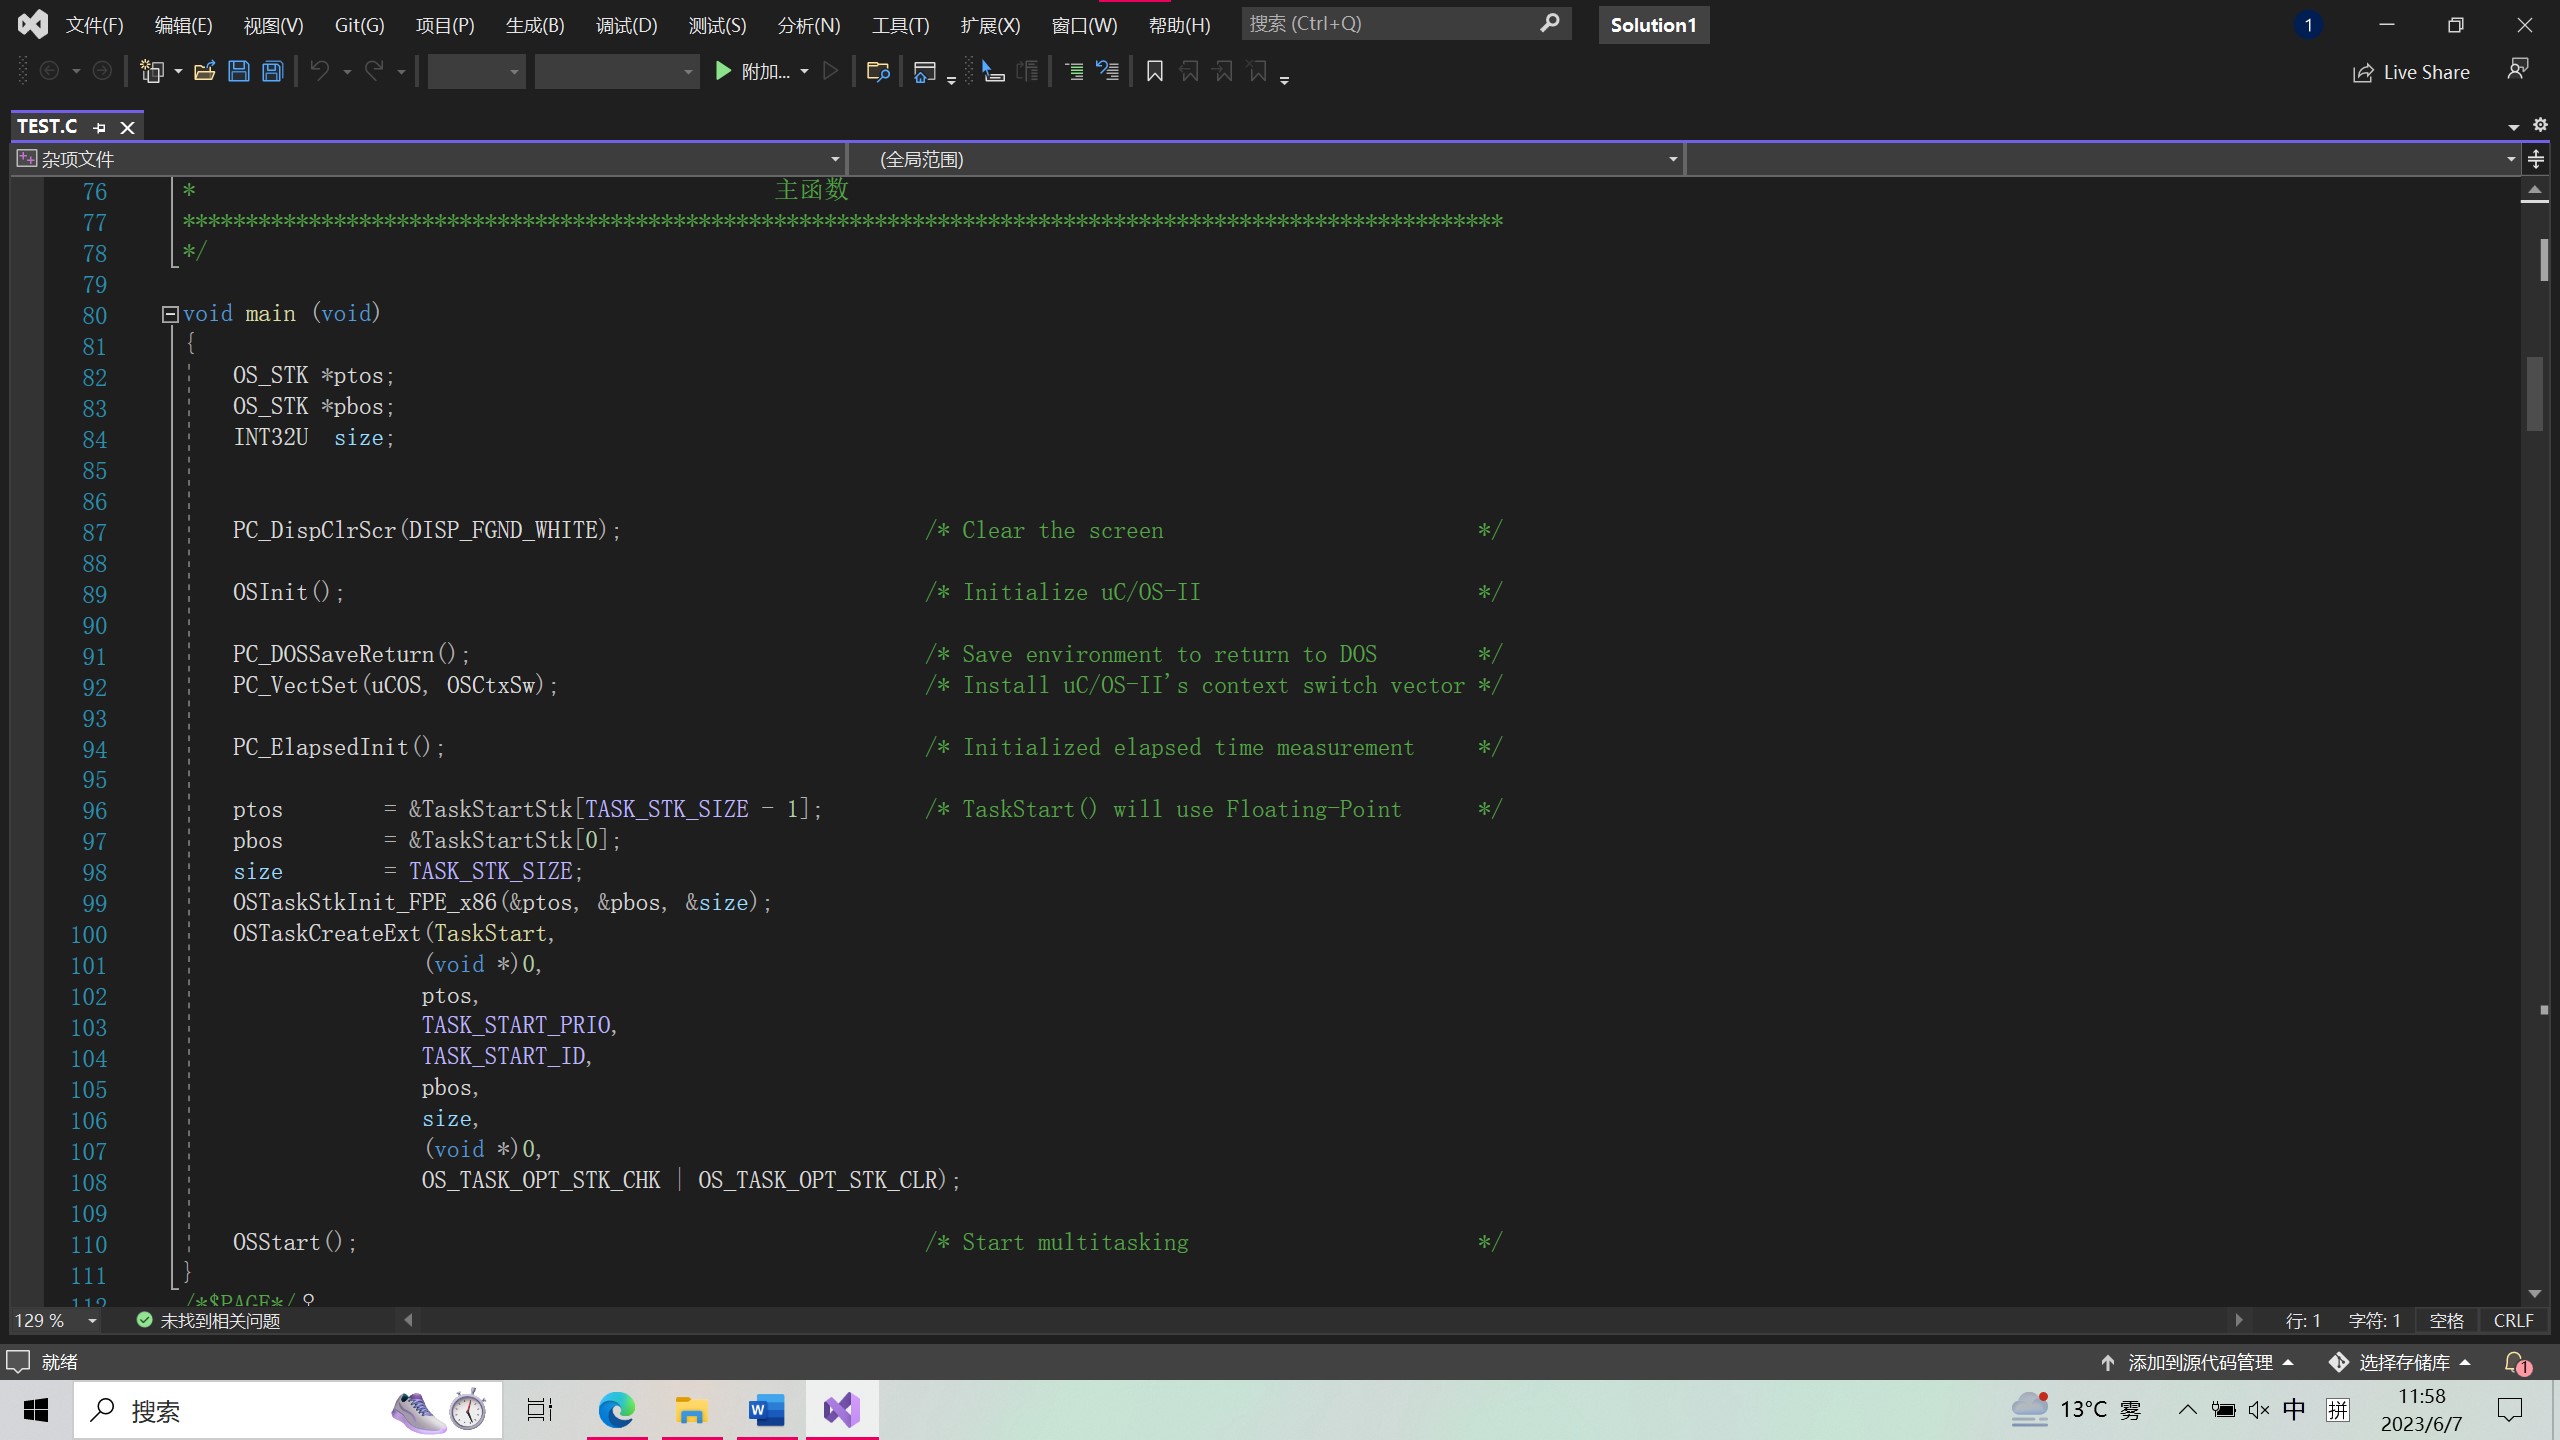 文件(F) 编辑(E) 视图(V) Git(G) 项目(P) 生成(B) 调试(D) 测试(S) 分析(N) 工具(T) 扩展(X) 窗口(W) 帮助(H) 搜索 (Ctrl+Q) Solution1 1
附加... Live Share
TEST.C
杂项文件 (全局范围)
76 * 主函数
77 *********************************************************************************************************
78 */
79
80 void main (void)
81 {
82 OS_STK *ptos;
83 OS_STK *pbos;
84 INT32U  size;
85
86
87 PC_DispClrScr(DISP_FGND_WHITE); /* Clear the screen */
88
89 OSInit(); /* Initialize uC/OS-II */
90
91 PC_DOSSaveReturn(); /* Save environment to return to DOS */
92 PC_VectSet(uCOS, OSCtxSw); /* Install uC/OS-II's context switch vector */
93
94 PC_ElapsedInit(); /* Initialized elapsed time measurement */
95
96 ptos = &TaskStartStk[TASK_STK_SIZE - 1]; /* TaskStart() will use Floating-Point */
97 pbos = &TaskStartStk[0];
98 size = TASK_STK_SIZE;
99 OSTaskStkInit_FPE_x86(&ptos, &pbos, &size);
100 OSTaskCreateExt(TaskStart,
101 (void *)0,
102 ptos,
103 TASK_START_PRIO,
104 TASK_START_ID,
105 pbos,
106 size,
107 (void *)0,
108 OS_TASK_OPT_STK_CHK | OS_TASK_OPT_STK_CLR);
109
110 OSStart(); /* Start multitasking */
111 }
112 /*$PAGE*/♀
129 % 未找到相关问题 行: 1 字符: 1 空格 CRLF
就绪 添加到源代码管理 选择存储库 1
搜索 13°C 雾 中 拼 11:58
2023/6/7